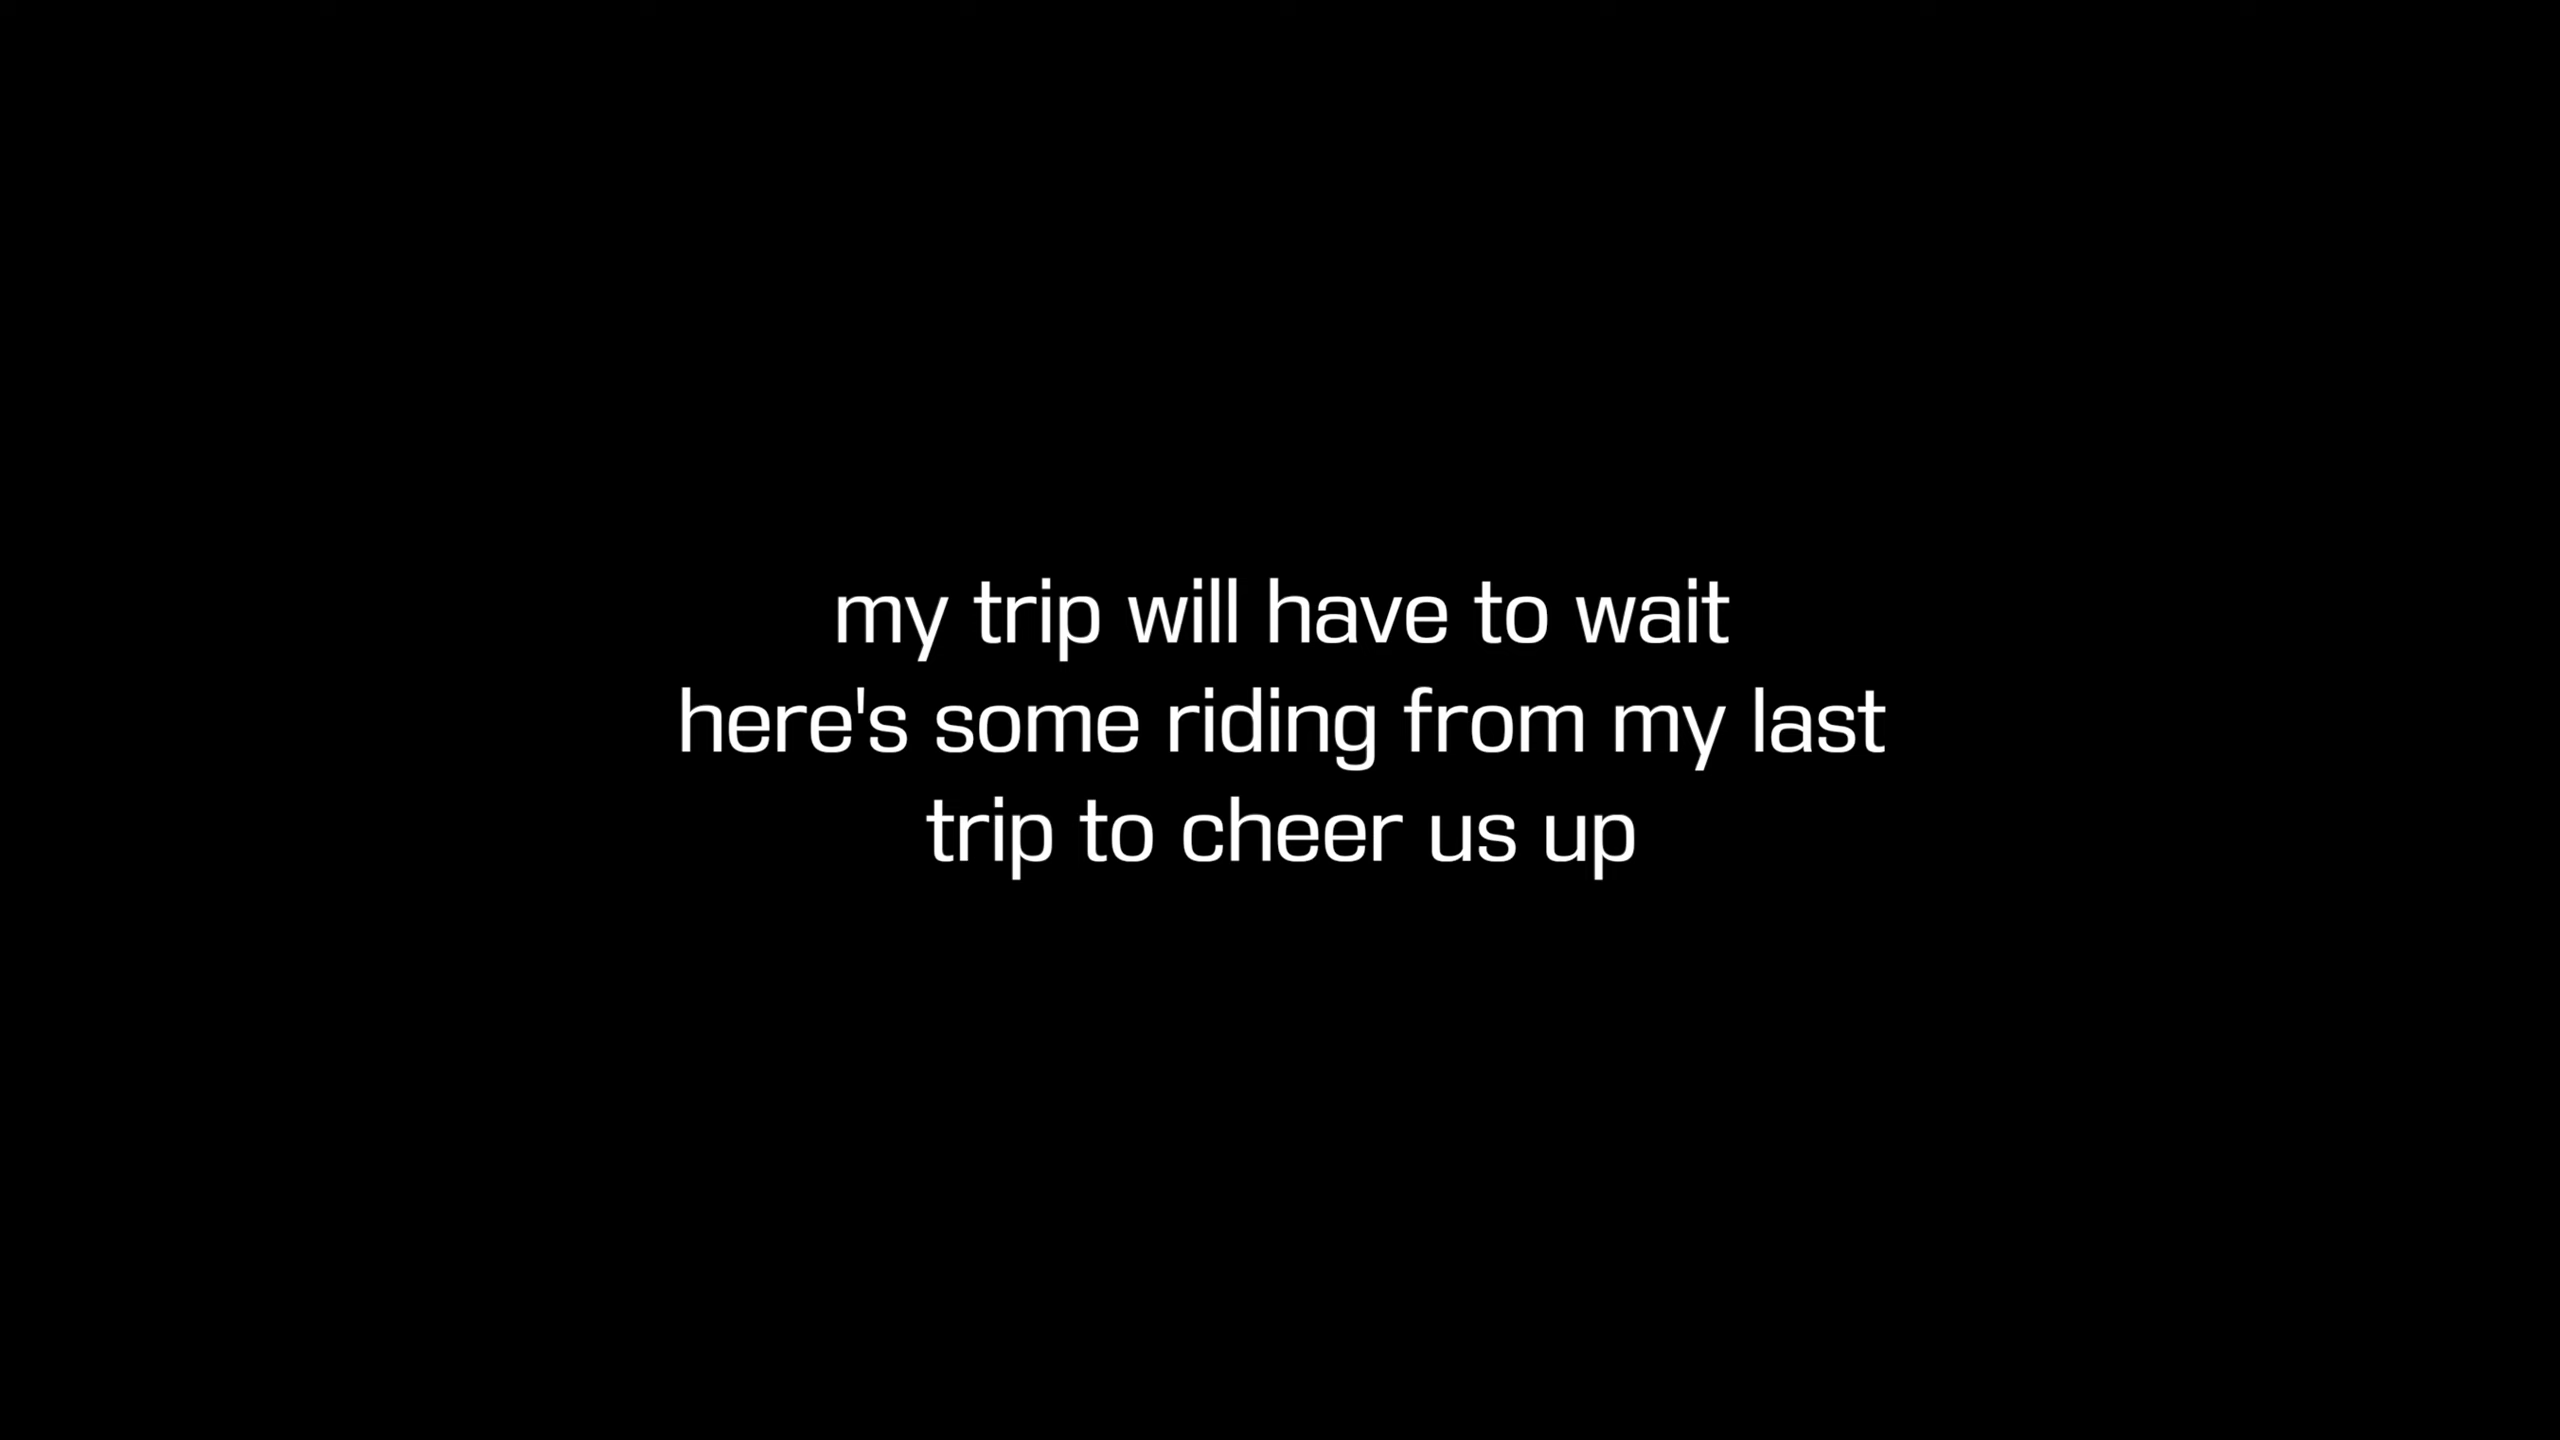 my trip will have to wait
here's some riding from my last
trip to cheer us up